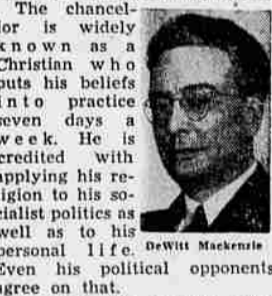 The chancel-
lor is widely
known as a
Christian who
puts his beliefs
into practice
seven days a
week. He is
credited with
applying his re-
ligion to his so-
cialist politics as
well as to his
personal life.
DeWitt Mackenzie
Even his political opponents
agree on that.